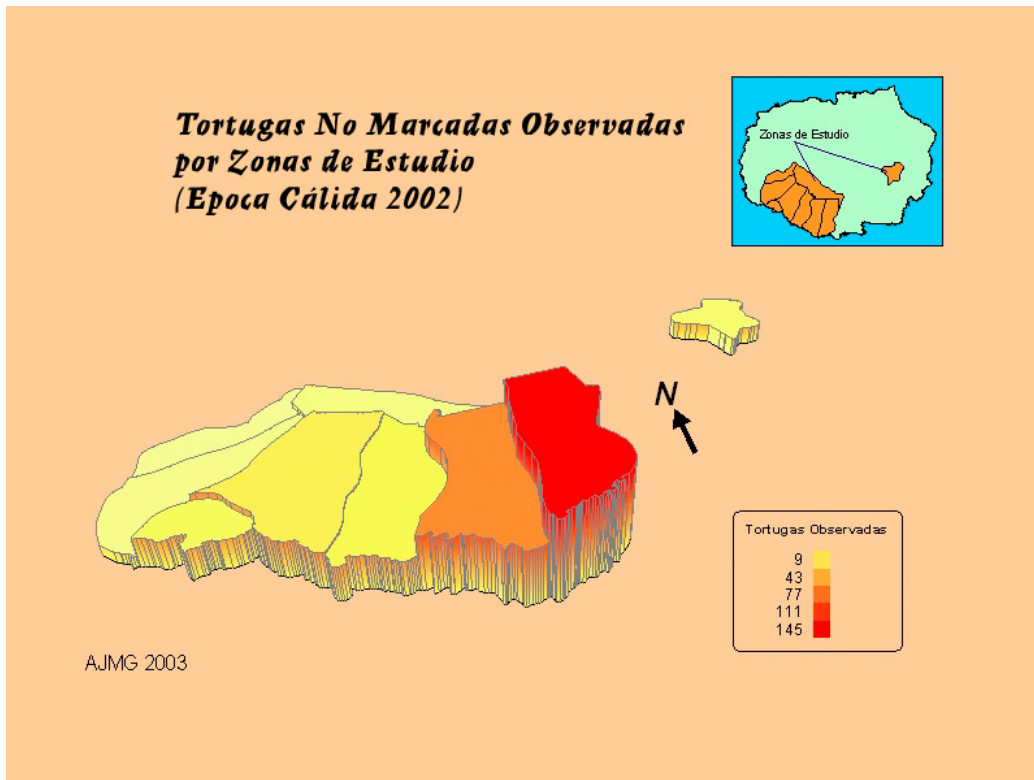 Tortugas No Marcadas Observadas
por Zonas de Estudio
(Epoca Cálida 2002)
Zonas de Estudio
N
Tortugas Observadas
9
43
77
111
145
AJMG 2003